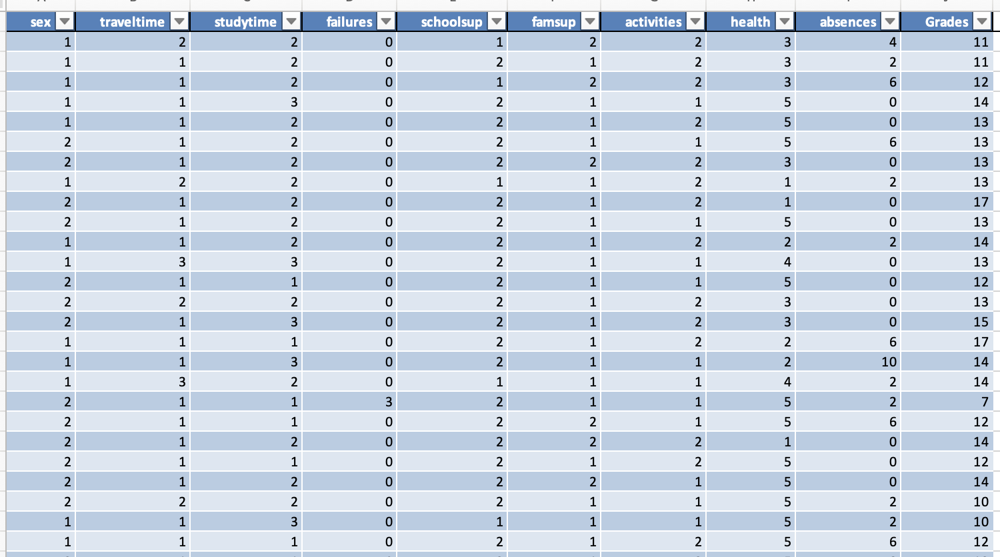 sex traveltime studytime failures schoolsup famsup activities health absences Grades
1 2 2 0 1 2 2 3 4 11
1 1 2 0 2 1 2 3 2 11
1 1 2 0 1 2 2 3 6 12
1 1 3 0 2 1 1 5 0 14
1 1 2 0 2 1 2 5 0 13
2 1 2 0 2 1 1 5 6 13
2 1 2 0 2 2 2 3 0 13
1 2 2 0 1 1 2 1 2 13
2 1 2 0 2 1 2 1 0 17
2 1 2 0 2 1 1 5 0 13
1 1 2 0 2 1 2 2 2 14
1 3 3 0 2 1 1 4 0 13
2 1 1 0 2 1 1 5 0 12
2 2 2 0 2 1 2 3 0 13
2 1 3 0 2 1 2 3 0 15
1 1 1 0 2 1 2 2 6 17
1 1 3 0 2 1 1 2 10 14
1 3 2 0 1 1 1 4 2 14
2 1 1 3 2 1 1 5 2 7
2 1 1 0 2 2 1 5 6 12
2 1 2 0 2 2 2 1 0 14
2 1 1 0 2 1 2 5 0 12
2 1 2 0 2 2 1 5 0 14
2 2 2 0 2 1 1 5 2 10
1 1 3 0 1 1 1 5 2 10
1 1 1 0 2 1 2 5 6 12